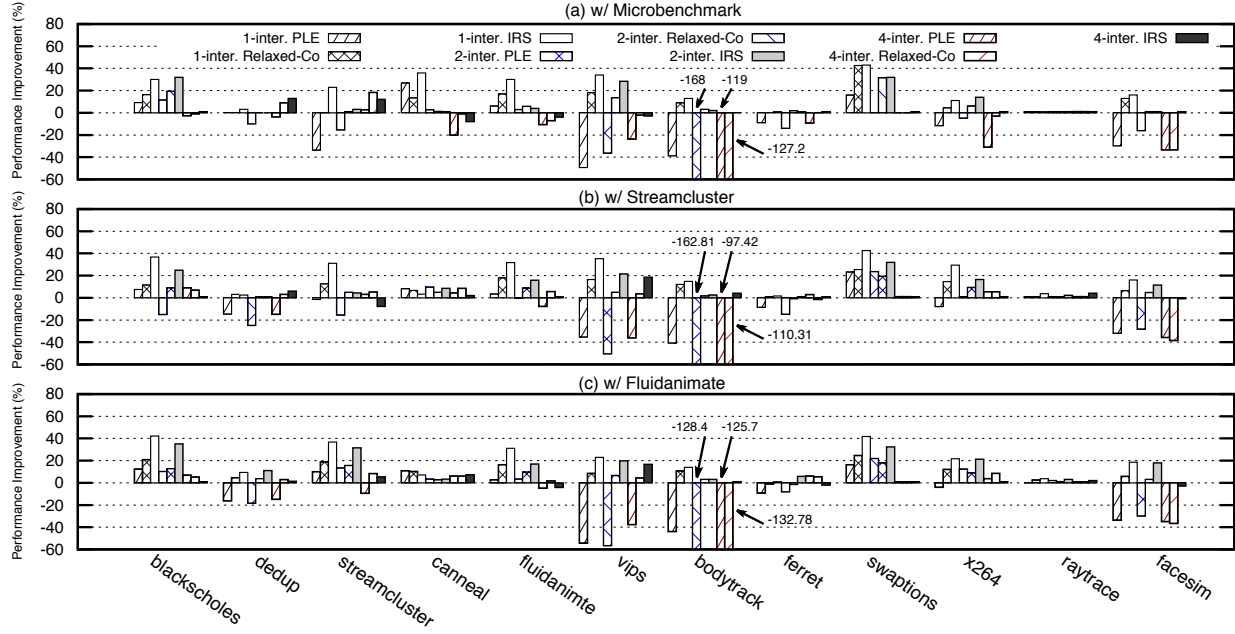 (a) w/ Microbenchmark
Performance Improvement (%)
80
60
40
20
0
-20
-40
-60
1-inter. PLE
1-inter. Relaxed-Co
1-inter. IRS
2-inter. PLE
2-inter. Relaxed-Co
2-inter. IRS
4-inter. PLE
4-inter. Relaxed-Co
4-inter. IRS
-168
-119
-127.2
(b) w/ Streamcluster
Performance Improvement (%)
80
60
40
20
0
-20
-40
-60
-162.81
-97.42
-110.31
(c) w/ Fluidanimate
Performance Improvement (%)
80
60
40
20
0
-20
-40
-60
-128.4
-125.7
-132.78
blackscholes
dedup
streamcluster
canneal
fluidanimte
vips
bodytrack
ferret
swaptions
x264
raytrace
facesim